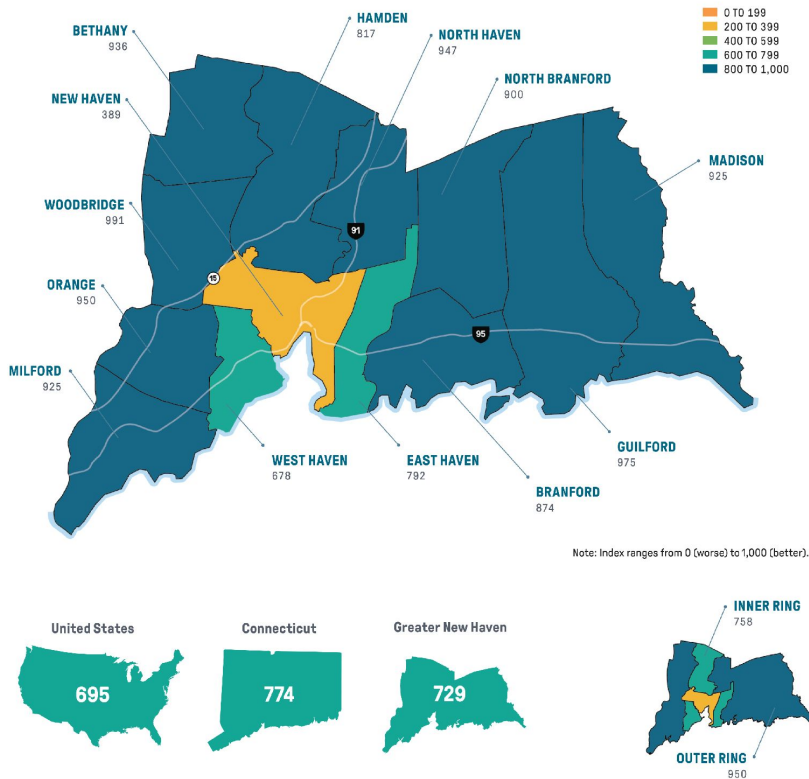 0 TO 199
200 TO 399
400 TO 599
600 TO 799
800 TO 1,000
HAMDEN
817
BETHANY
936
NORTH HAVEN
947
NORTH BRANFORD
900
NEW HAVEN
389
MADISON
925
WOODBRIDGE
991
91
15
ORANGE
950
95
MILFORD
925
WEST HAVEN
678
EAST HAVEN
792
GUILFORD
975
BRANFORD
874
Note: Index ranges from 0 (worse) to 1,000 (better).
United States
695
Connecticut
774
Greater New Haven
729
INNER RING
758
OUTER RING
950